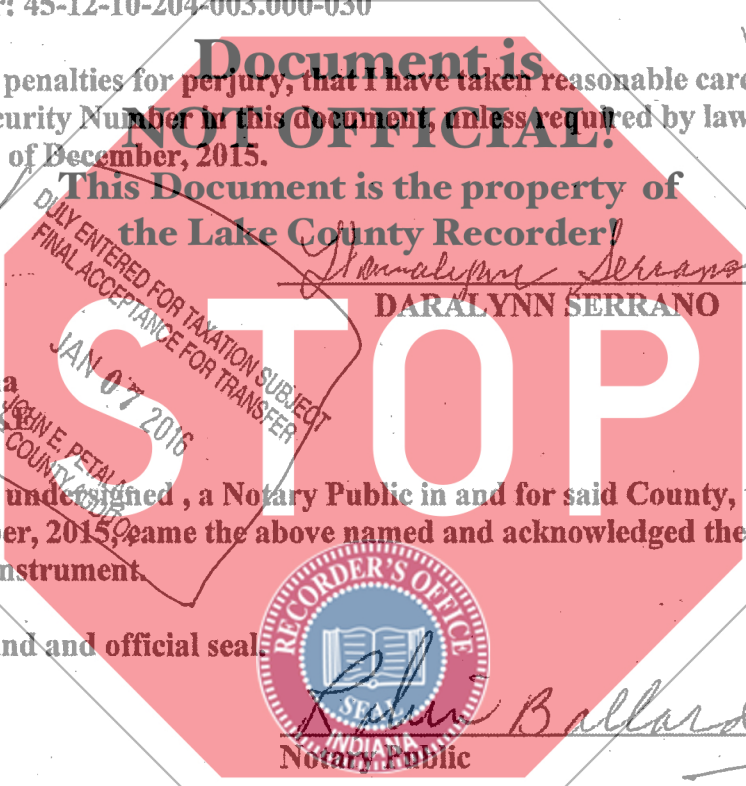 : 45-12-10-204-003.000-030
Document is
penalties for perjury, that I have taken reasonable care
NOT OFFICIAL!
curity Number in this document, unless required by law
of December, 2015.
This Document is the property of
the Lake County Recorder!
DULY ENTERED FOR TAXATION SUBJECT
FINAL ACCEPTANCE FOR TRANSFER
Serrano
DARALYNN SERRANO
STOP
JAN 07 2016
JOHN E. PETALAS
COUNTY AUDITOR
a
undersigned , a Notary Public in and for said County,
er, 2015, came the above named and acknowledged the
nstrument.
RECORDER'S OFFICE
nd and official seal.
SEAL
Ballard
INDIANA
Notary Public